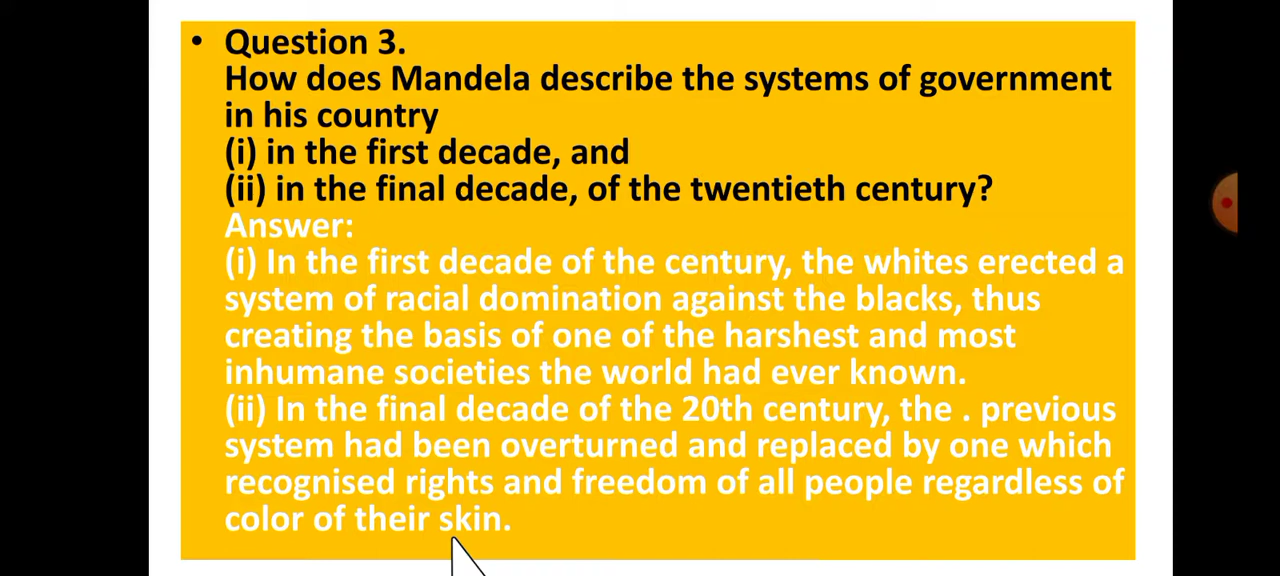 • Question 3.
How does Mandela describe the systems of government
in his country
(i) in the first decade, and
(ii) in the final decade, of the twentieth century?
Answer:
(i) In the first decade of the century, the whites erected a
system of racial domination against the blacks, thus
creating the basis of one of the harshest and most
inhumane societies the world had ever known.
(ii) In the final decade of the 20th century, the . previous
system had been overturned and replaced by one which
recognised rights and freedom of all people regardless of
color of their skin.